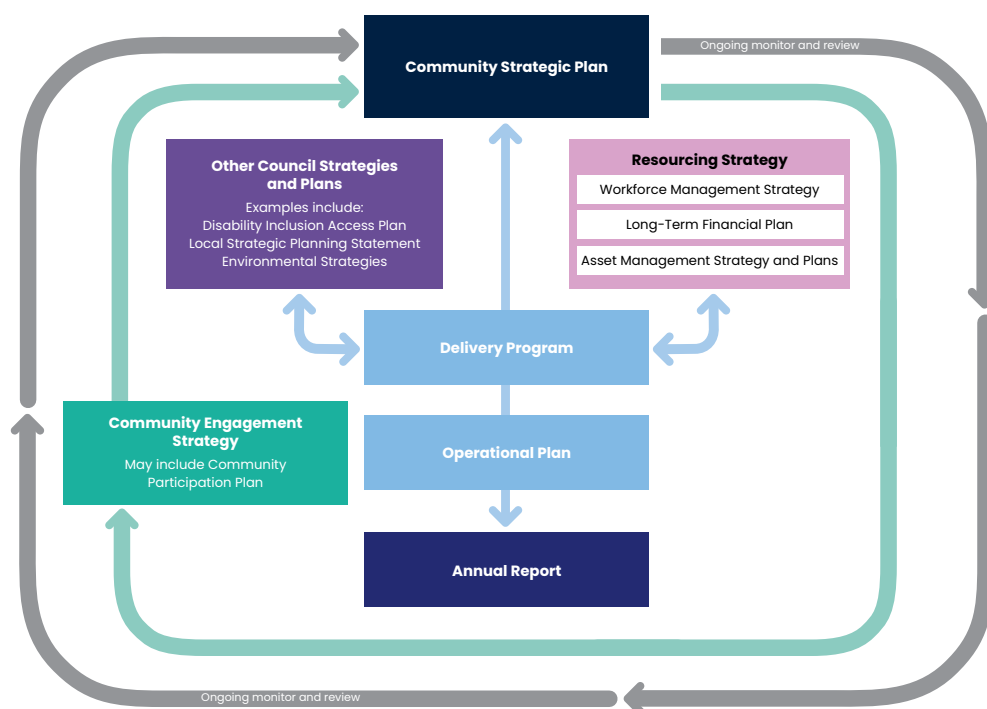 Ongoing monitor and review
Community Strategic Plan
Other Council Strategies
and Plans
Examples include:
Disability Inclusion Access Plan
Local Strategic Planning Statement
Environmental Strategies
Resourcing Strategy
Workforce Management Strategy
Long-Term Financial Plan
Asset Management Strategy and Plans
Delivery Program
Community Engagement
Strategy
May include Community
Participation Plan
Operational Plan
Annual Report
Ongoing monitor and review